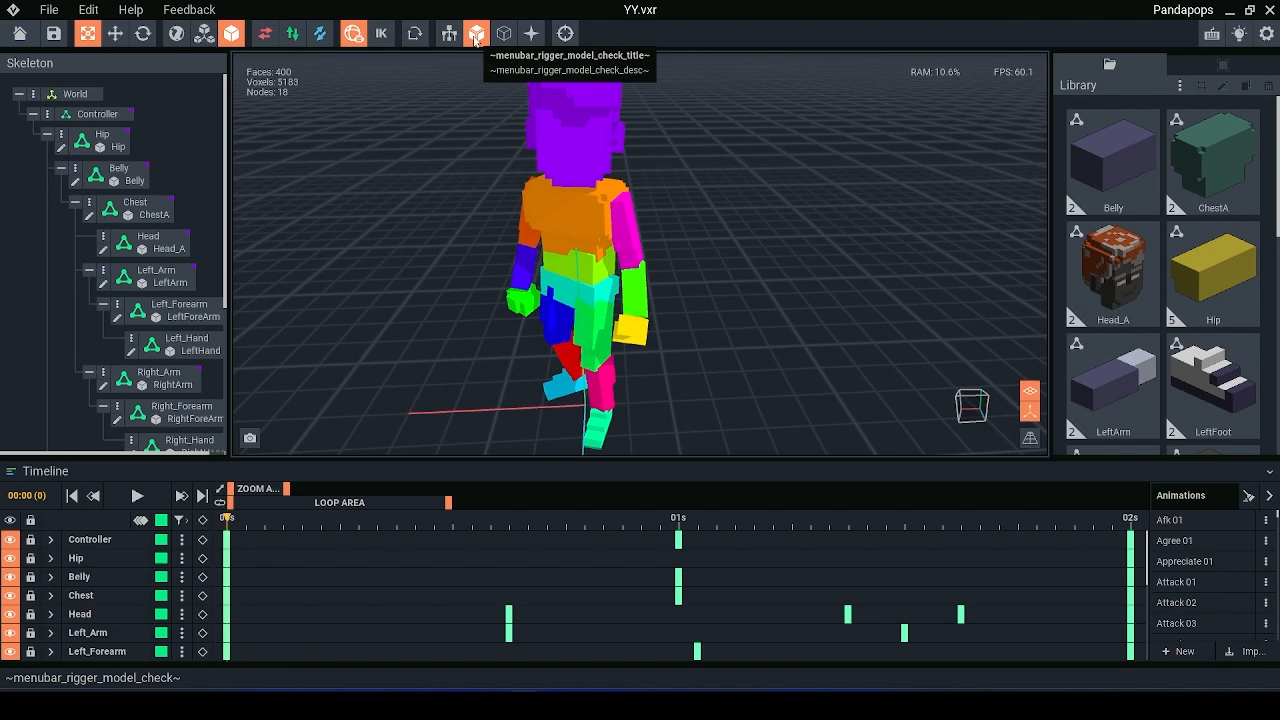 File Edit Help Feedback
YY.vxr
Pandapops
IK
~menubar_rigger_model_check_title~
~menubar_rigger_model_check_desc~
Skeleton
World
Controller
Hip
Hip
Belly
Belly
Chest
ChestA
Head
Head_A
Left_Arm
LeftArm
Left_Forearm
LeftForeArm
Left_Hand
LeftHand
Right_Arm
RightArm
Right_Forearm
RightForeArm
Right_Hand
Faces: 400
Voxels: 5183
Nodes: 18
RAM: 10.6%
FPS: 60.1
Library
2 Belly
2 ChestA
2 Head_A
5 Hip
2 LeftArm
2 LeftFoot
Timeline
00:00 (0)
ZOOM A...
LOOP AREA
01s
02s
Controller
Hip
Belly
Chest
Head
Left_Arm
Left_Forearm
Animations
Afk 01
Agree 01
Appreciate 01
Attack 01
Attack 02
Attack 03
+ New
Imp...
~menubar_rigger_model_check~